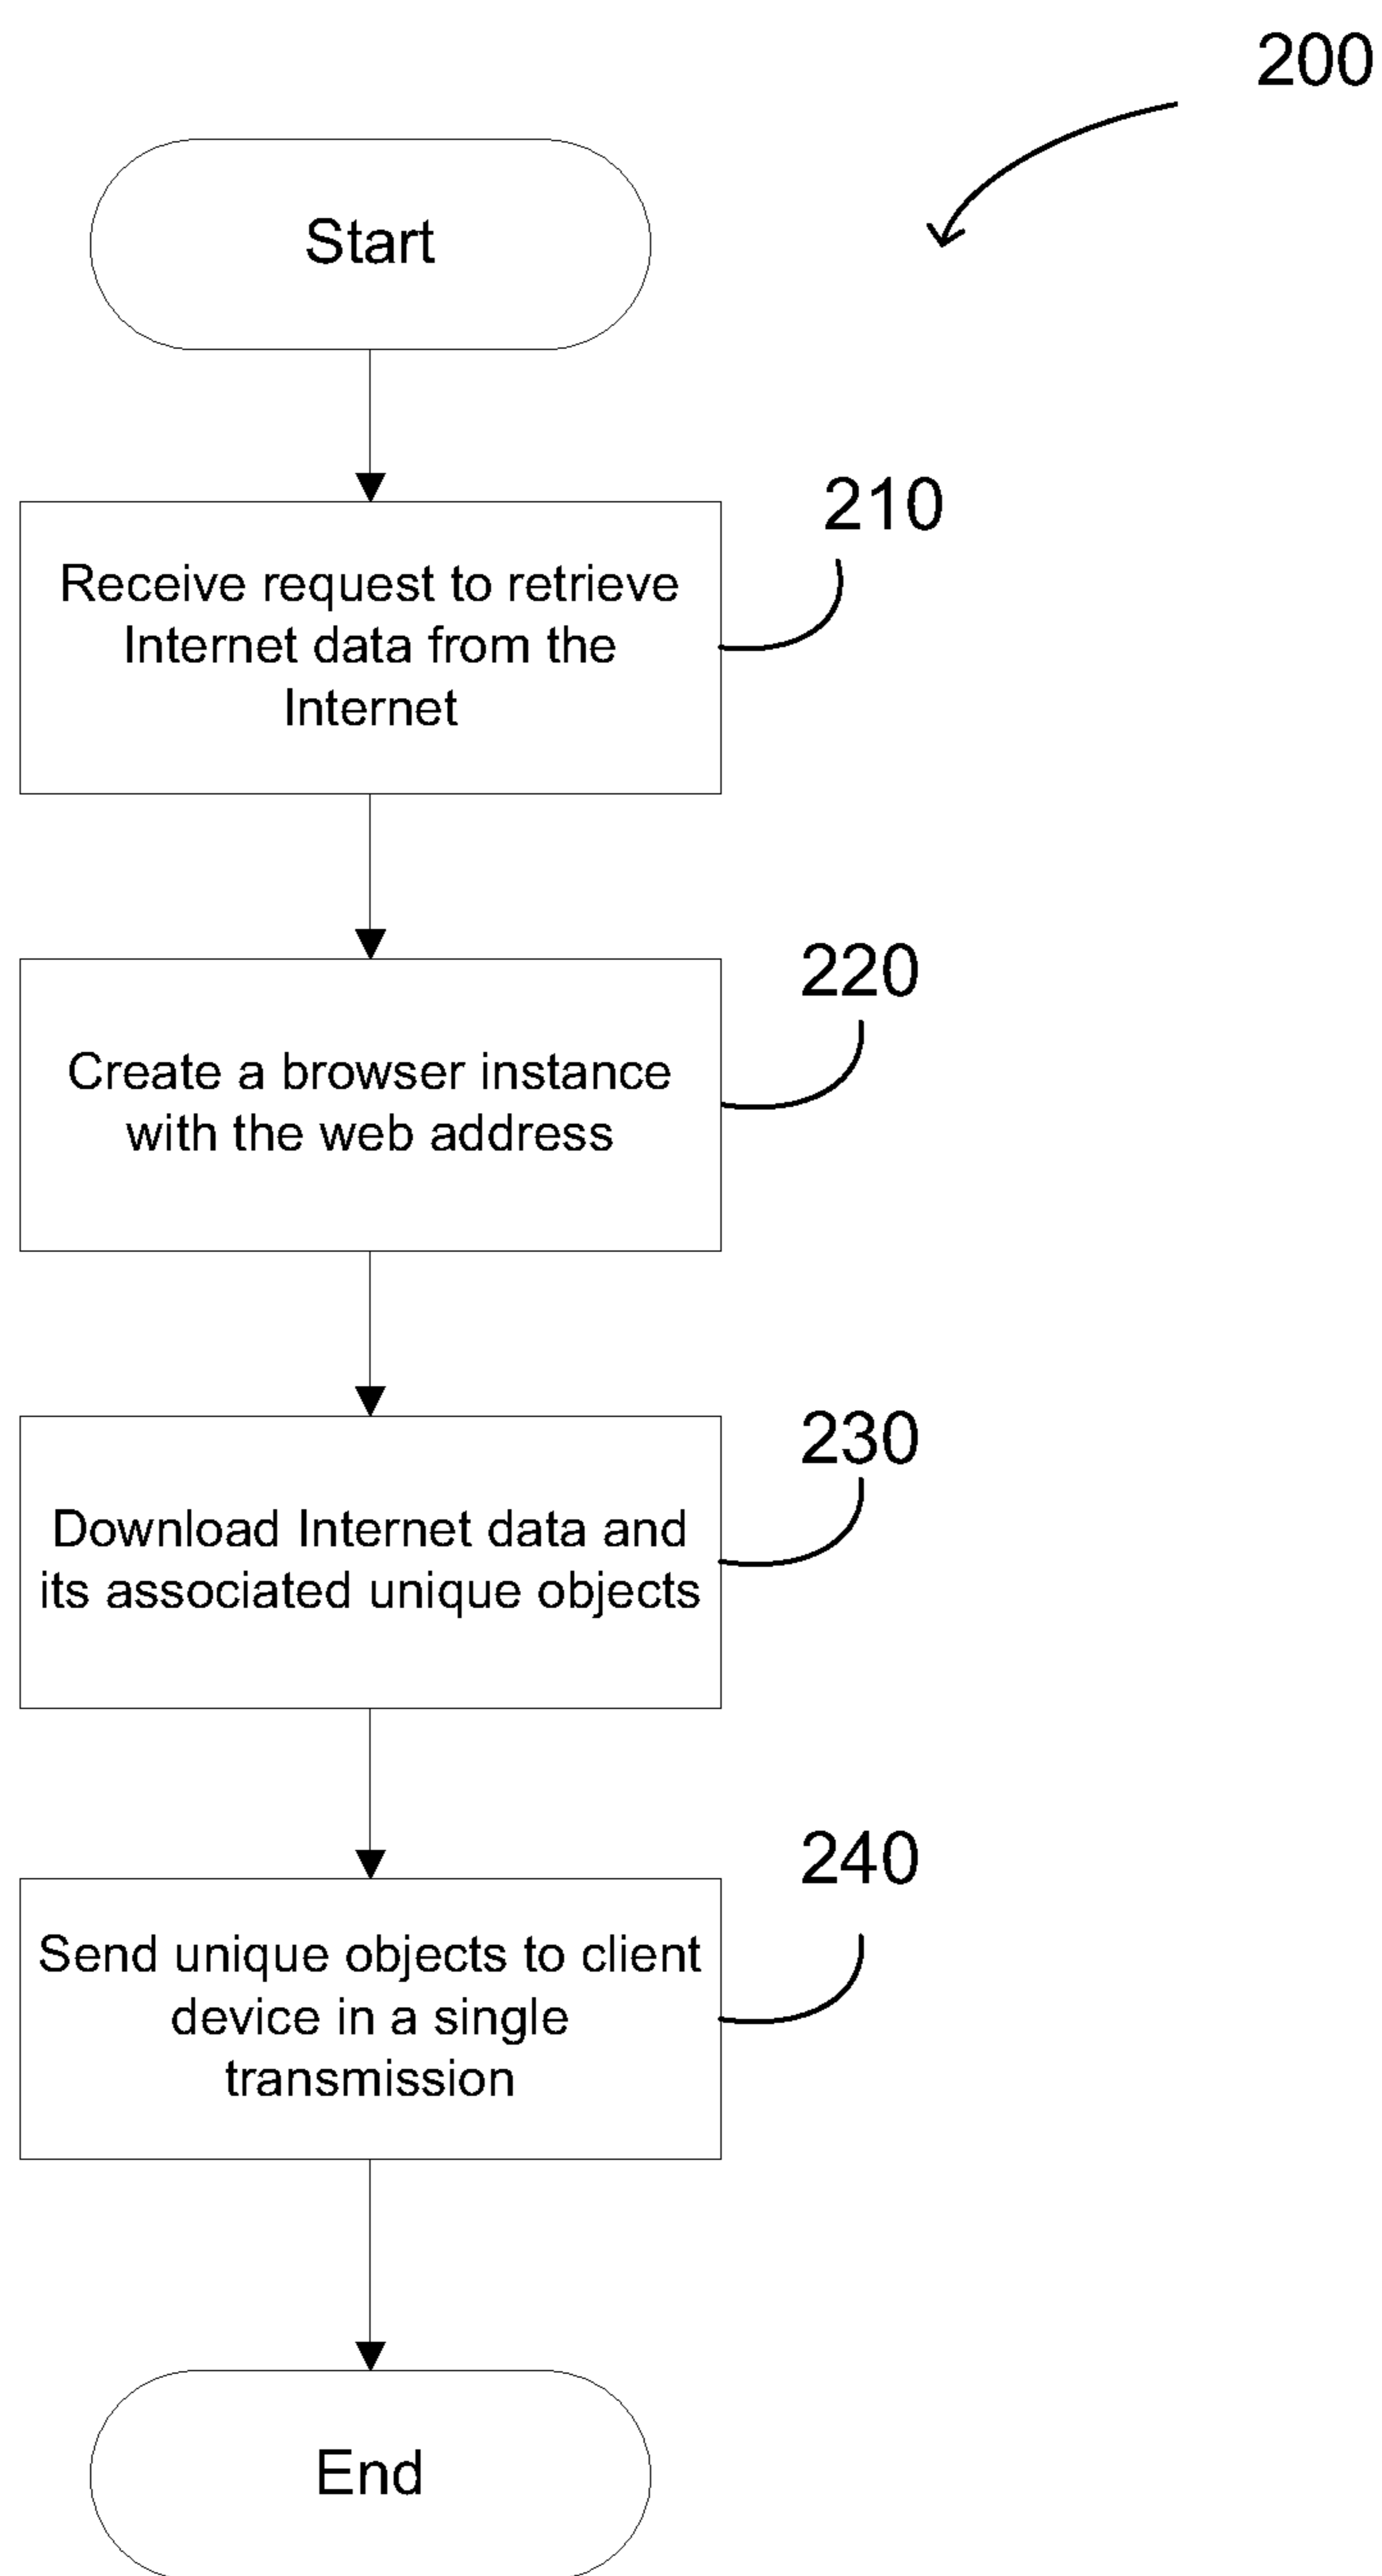 200
Start
210
Receive request to retrieve
Internet data from the
Internet
220
Create a browser instance
with the web address
230
Download Internet data and
its associated unique objects
240
Send unique objects to client
device in a single
transmission
End